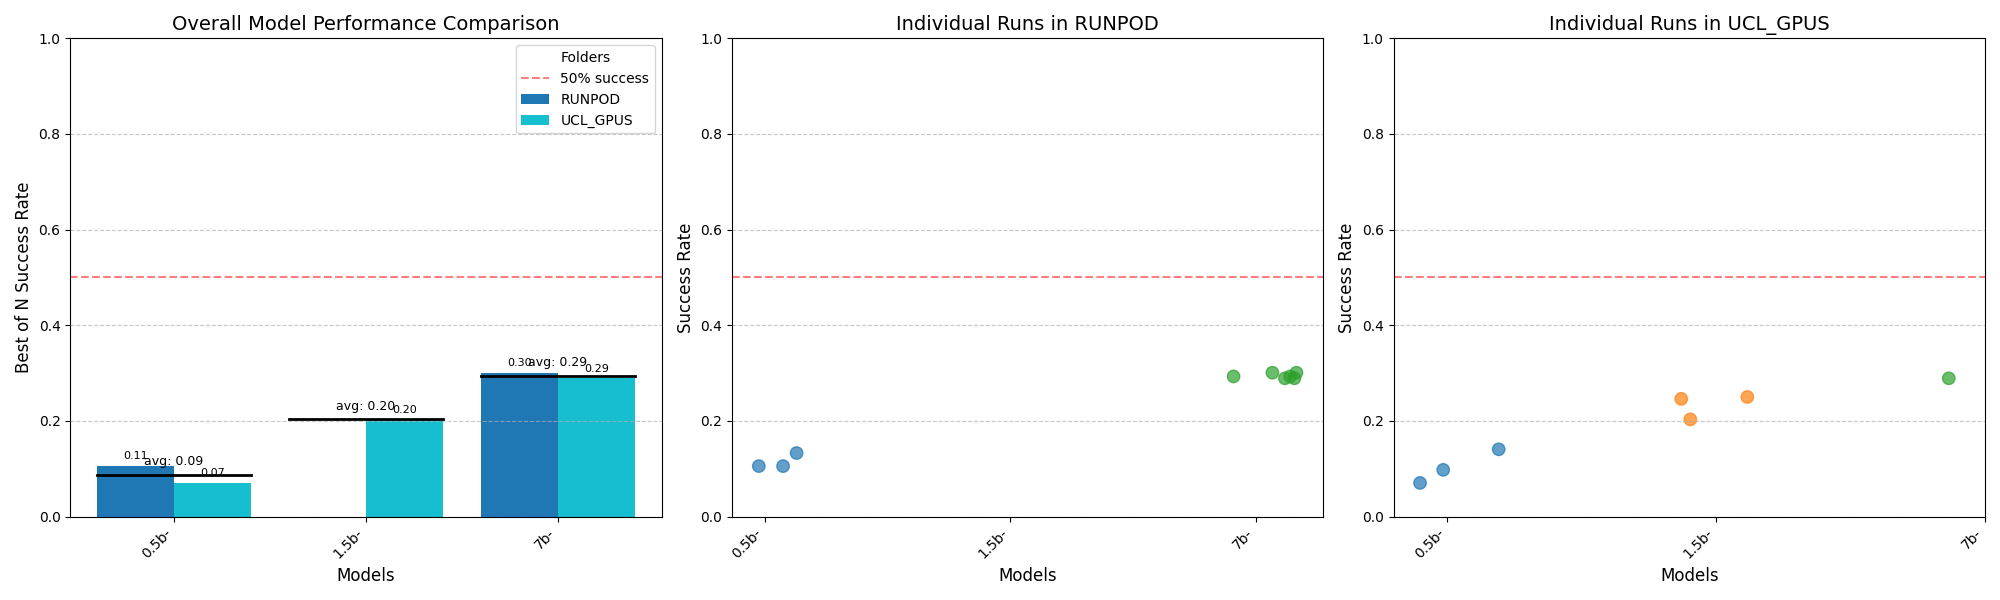 Overall Model Performance Comparison
Best of N Success Rate
1.0
0.8
0.6
0.4
0.2
0.0
Folders
50% success
RUNPOD
UCL_GPUS
0.11
avg: 0.09
0.07
avg: 0.20
0.20
0.30
avg: 0.29
0.29
0.5b-
1.5b-
7b-
Models
Individual Runs in RUNPOD
Success Rate
1.0
0.8
0.6
0.4
0.2
0.0
0.5b-
1.5b-
7b-
Models
Individual Runs in UCL_GPUS
Success Rate
1.0
0.8
0.6
0.4
0.2
0.0
0.5b-
1.5b-
7b-
Models